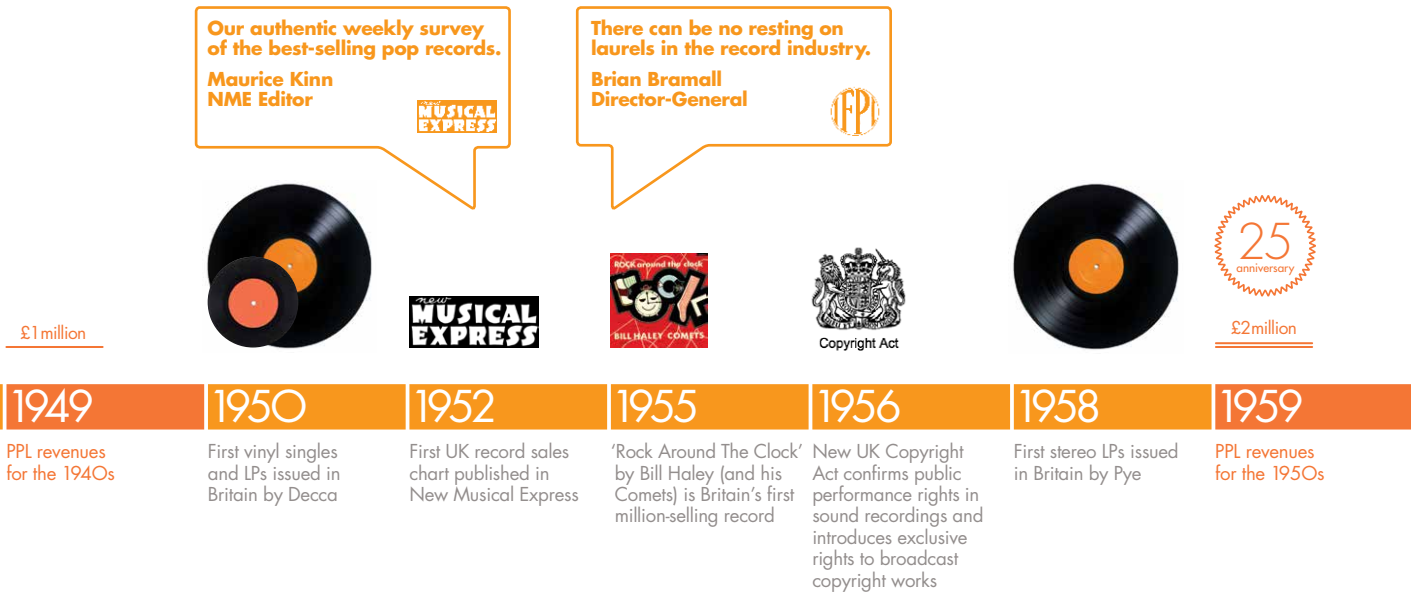 Our authentic weekly survey
of the best-selling pop records.
Maurice Kinn
NME Editor
new
MUSICAL
EXPRESS
There can be no resting on
laurels in the record industry.
Brian Bramall
Director-General
IFPI
£1million
new
MUSICAL
EXPRESS
ROCK around the clock
ROCK
BILL HALEY COMETS
Copyright Act
25
anniversary
£2million
1949
PPL revenues
for the 1940s
1950
First vinyl singles
and LPs issued in
Britain by Decca
1952
First UK record sales
chart published in
New Musical Express
1955
‘Rock Around The Clock’
by Bill Haley (and his
Comets) is Britain’s first
million-selling record
1956
New UK Copyright
Act confirms public
performance rights in
sound recordings and
introduces exclusive
rights to broadcast
copyright works
1958
First stereo LPs issued
in Britain by Pye
1959
PPL revenues
for the 1950s